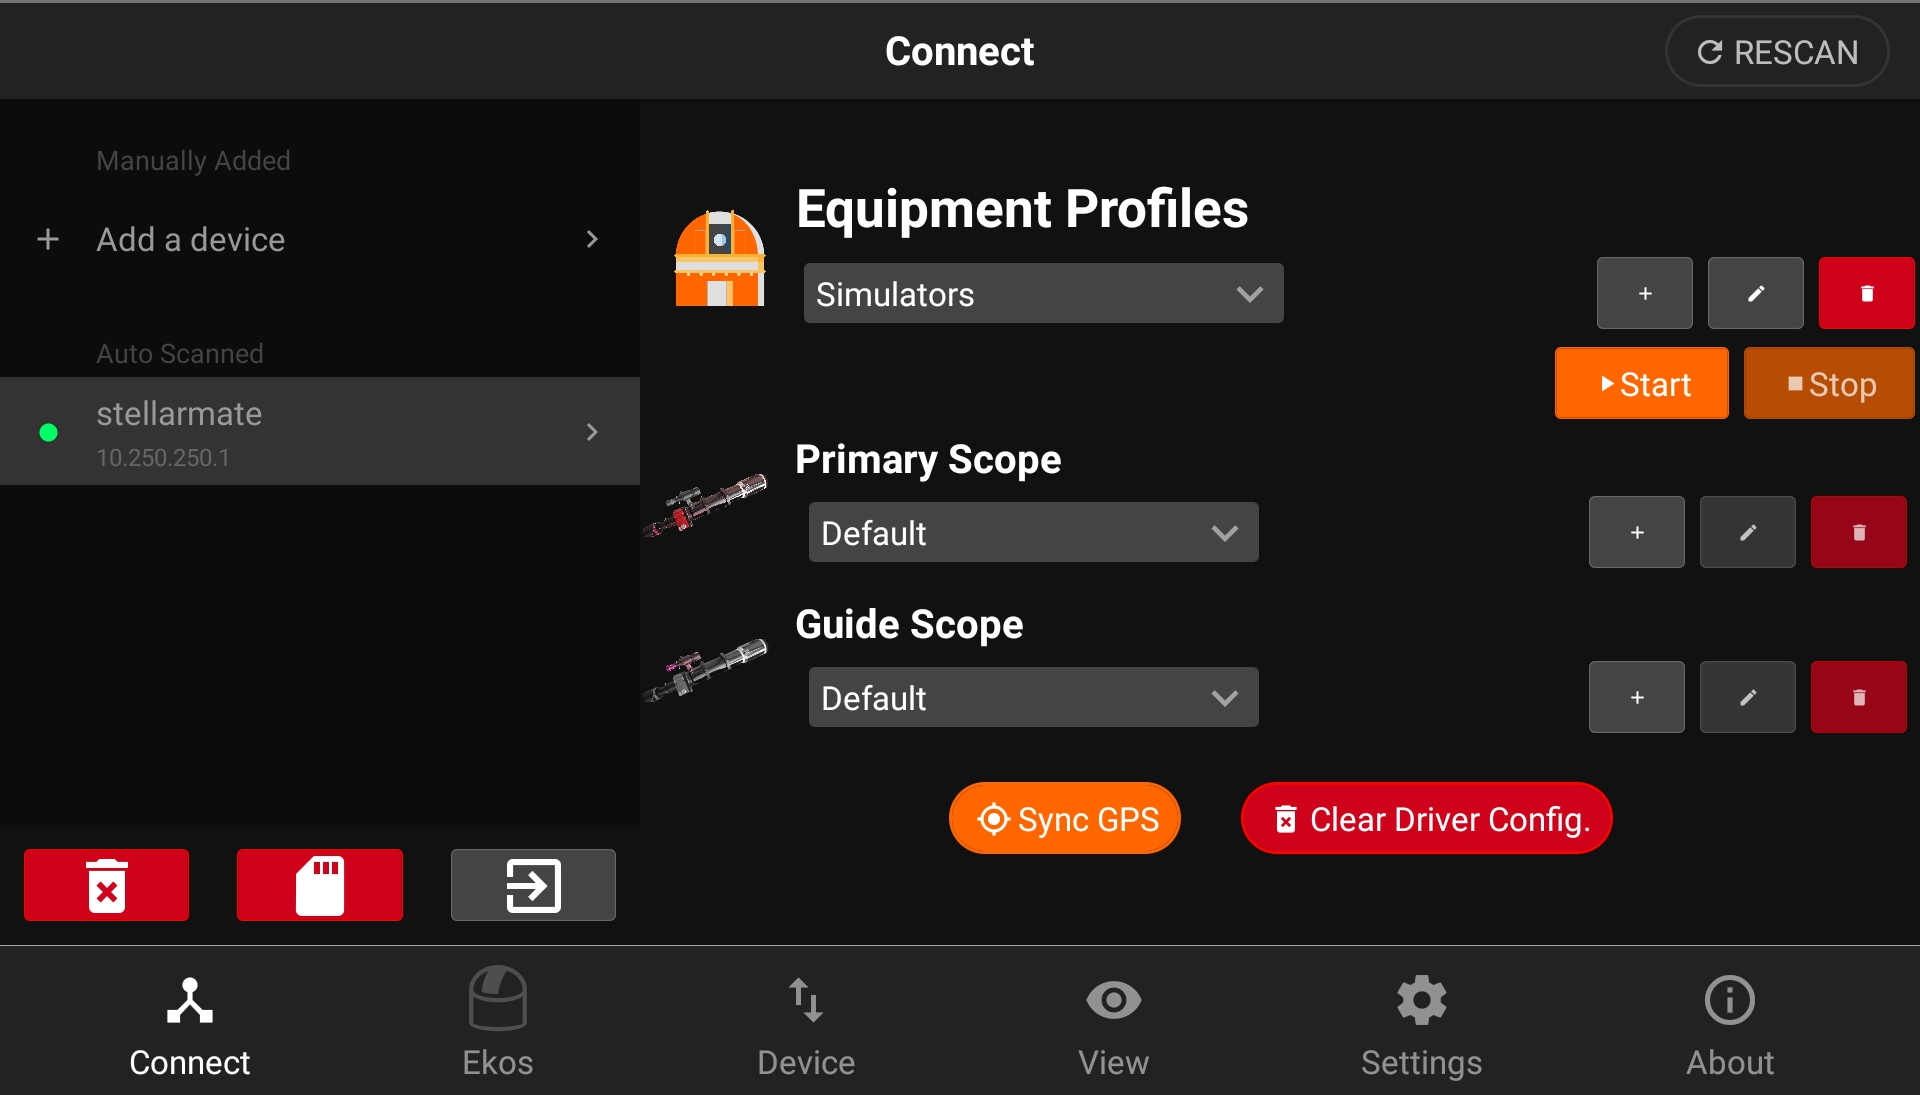 Connect
RESCAN
Manually Added
Add a device
Auto Scanned
stellarmate
10.250.250.1
Equipment Profiles
Simulators
Start
Stop
Primary Scope
Default
Guide Scope
Default
Sync GPS
Clear Driver Config.
Connect
Ekos
Device
View
Settings
About